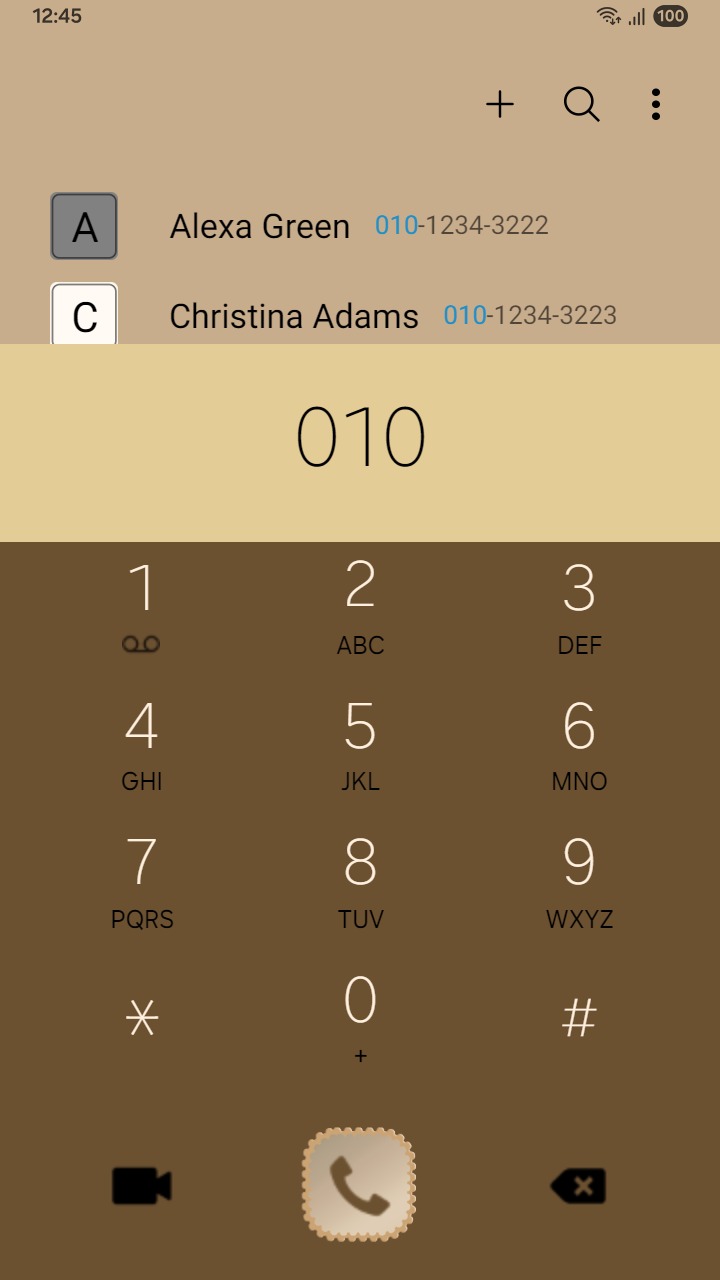 12:45 100
+
A Alexa Green 010-1234-3222
C Christina Adams 010-1234-3223
010
1 2 3
ABC DEF
4 5 6
GHI JKL MNO
7 8 9
PQRS TUV WXYZ
* 0 #
+